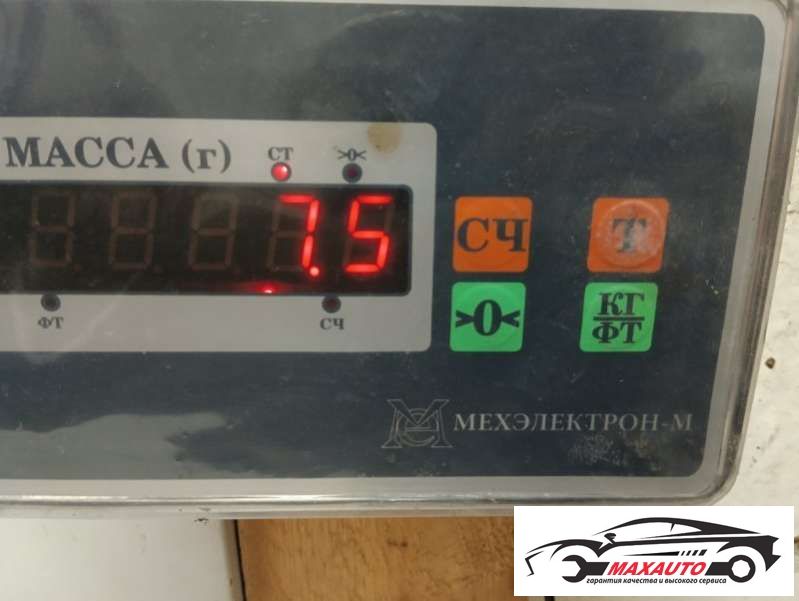 МАССА (г)
СТ
>0<
7.5
ФТ
СЧ
СЧ
Т
>0<
КГ
ФТ
МЕХЭЛЕКТРОН-М
MAXAUTO
гарантия качества и высокого сервиса